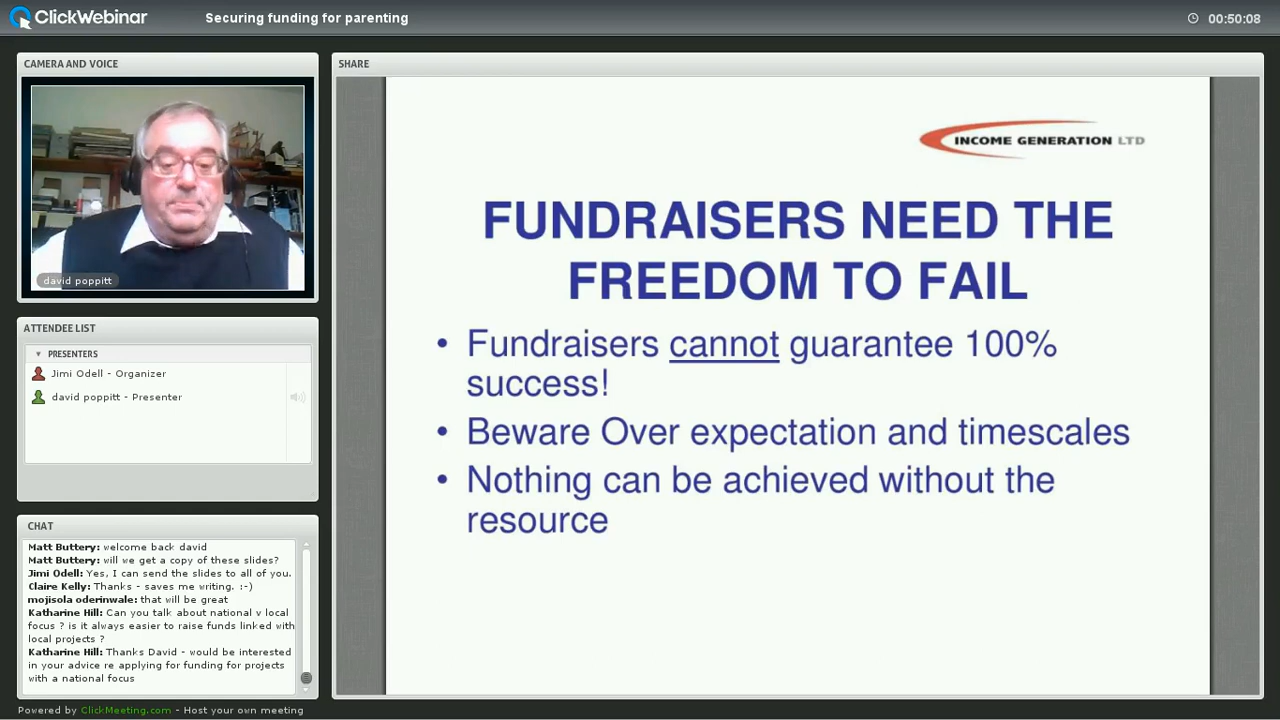 ClickWebinar
Securing funding for parenting
00:50:08
CAMERA AND VOICE
david poppitt
ATTENDEE LIST
PRESENTERS
Jimi Odell - Organizer
david poppitt - Presenter
CHAT
Matt Buttery: welcome back david
Matt Buttery: will we get a copy of these slides?
Jimi Odell: Yes, I can send the slides to all of you.
Claire Kelly: Thanks - saves me writing. :-)
mojisola oderinwale: that will be great
Katharine Hill: Can you talk about national v local
focus ? is it always easier to raise funds linked with
local projects ?
Katharine Hill: Thanks David - would be interested
in your advice re applying for funding for projects
with a national focus
SHARE
INCOME GENERATION LTD
FUNDRAISERS NEED THE
FREEDOM TO FAIL
• Fundraisers cannot guarantee 100%
success!
• Beware Over expectation and timescales
• Nothing can be achieved without the
resource
Powered by ClickMeeting.com - Host your own meeting